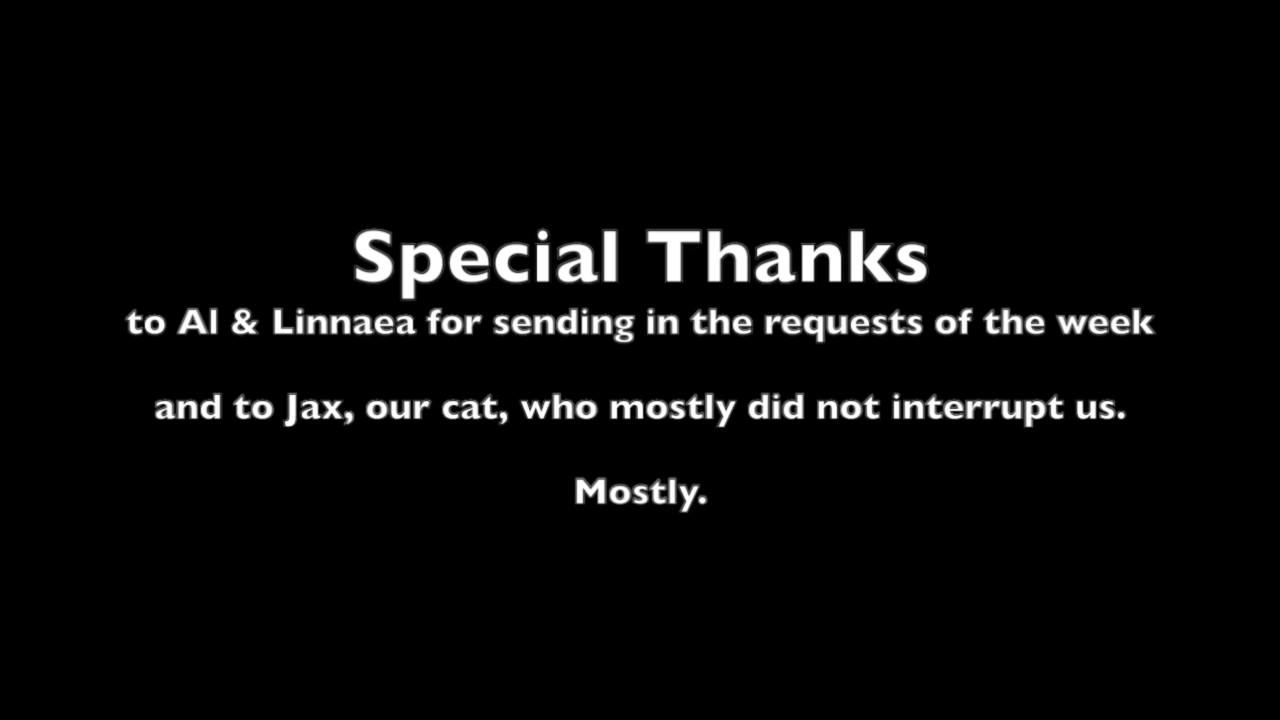 Special Thanks
to Al & Linnaea for sending in the requests of the week
and to Jax, our cat, who mostly did not interrupt us.
Mostly.